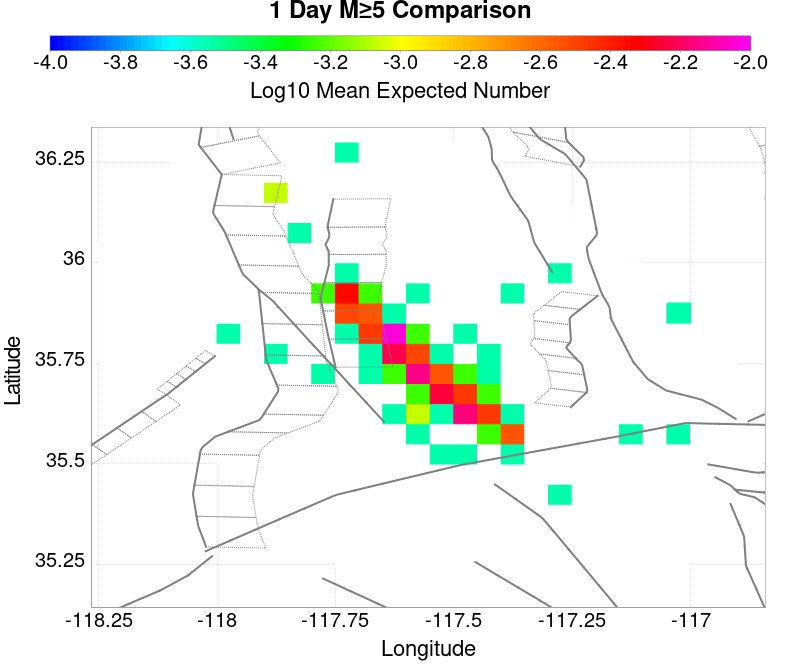 1 Day M≥5 Comparison
-4.0 -3.8 -3.6 -3.4 -3.2 -3.0 -2.8 -2.6 -2.4 -2.2 -2.0
Log10 Mean Expected Number
36.25
36
35.75
35.5
35.25
Latitude
-118.25 -118 -117.75 -117.5 -117.25 -117
Longitude